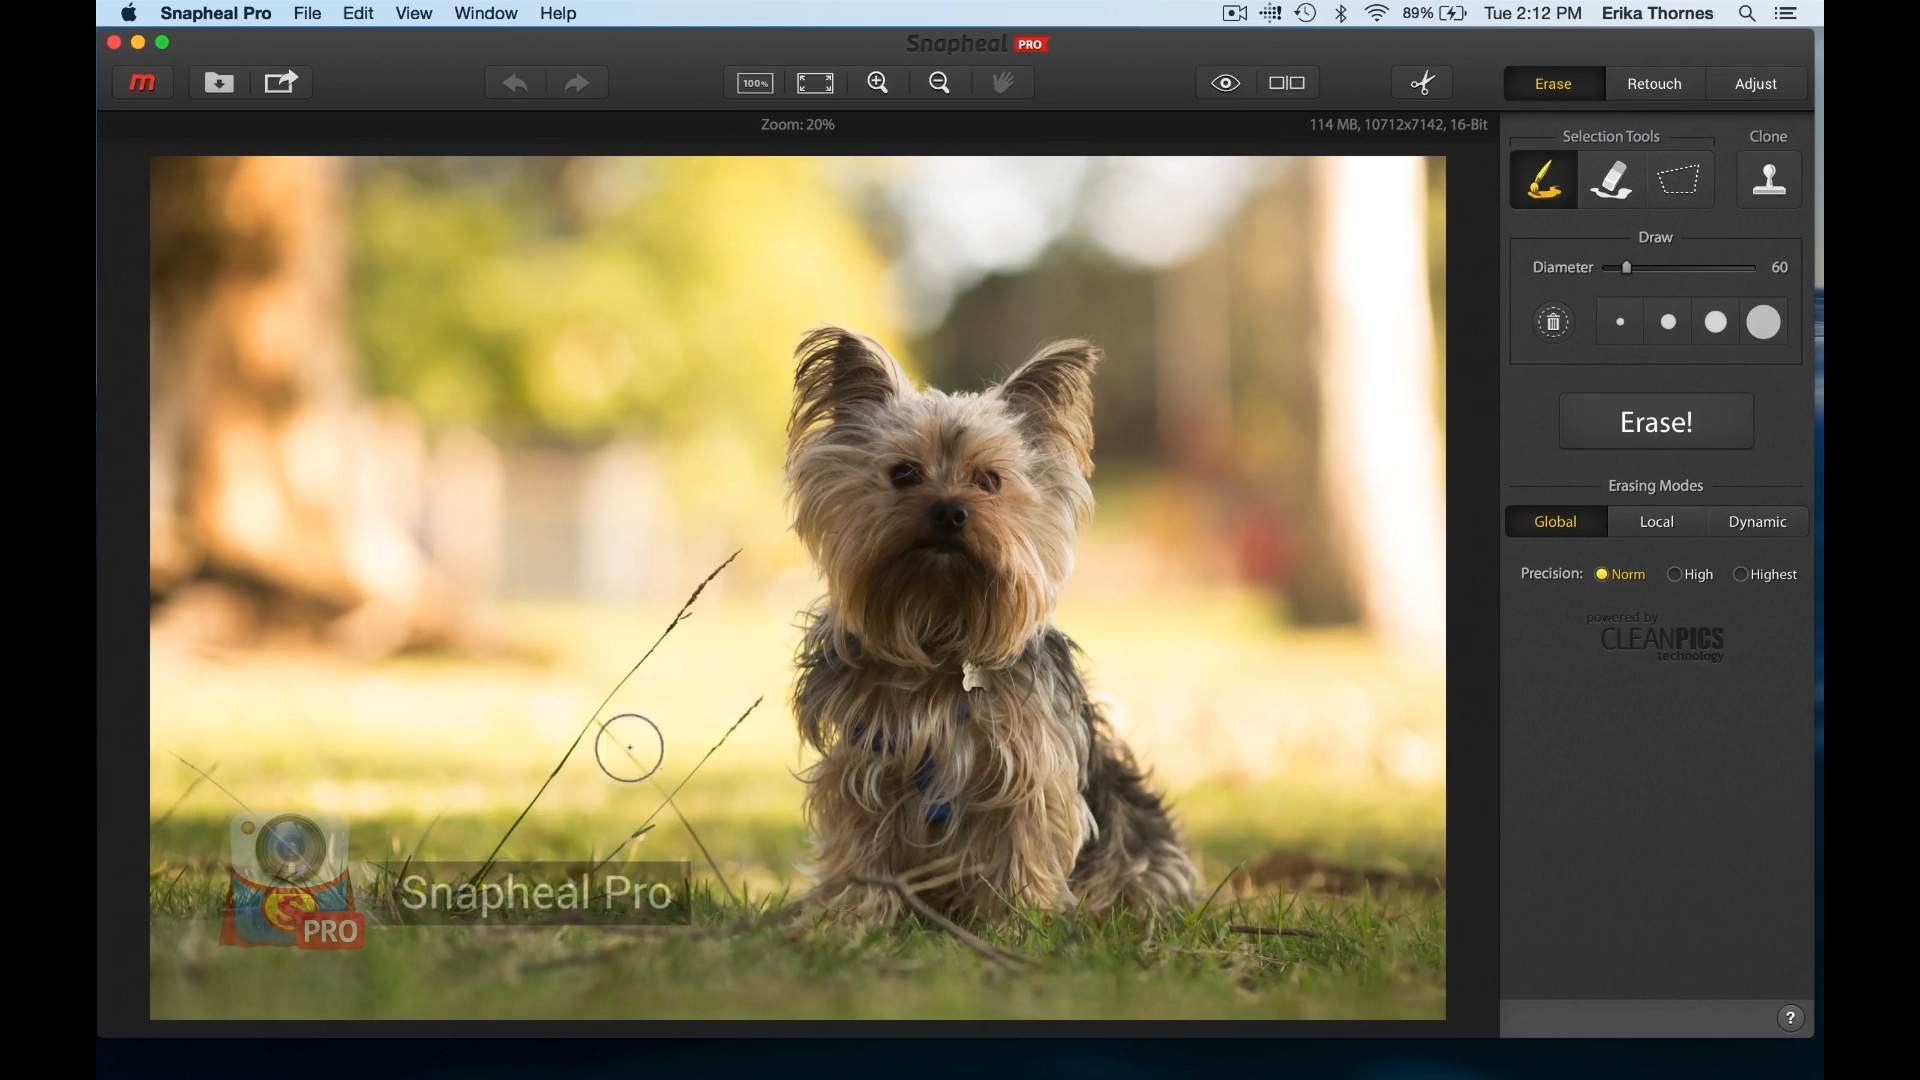 Snapheal Pro File Edit View Window Help 89% Tue 2:12 PM Erika Thornes
Snapheal PRO
m 100% Erase Retouch Adjust
Zoom: 20% 114 MB, 10712x7142, 16-Bit
Selection Tools Clone
Draw
Diameter 60
Erase!
Erasing Modes
Global Local Dynamic
Precision: Norm High Highest
powered by
CLEANPICS
technology
Snapheal Pro
S
PRO
?